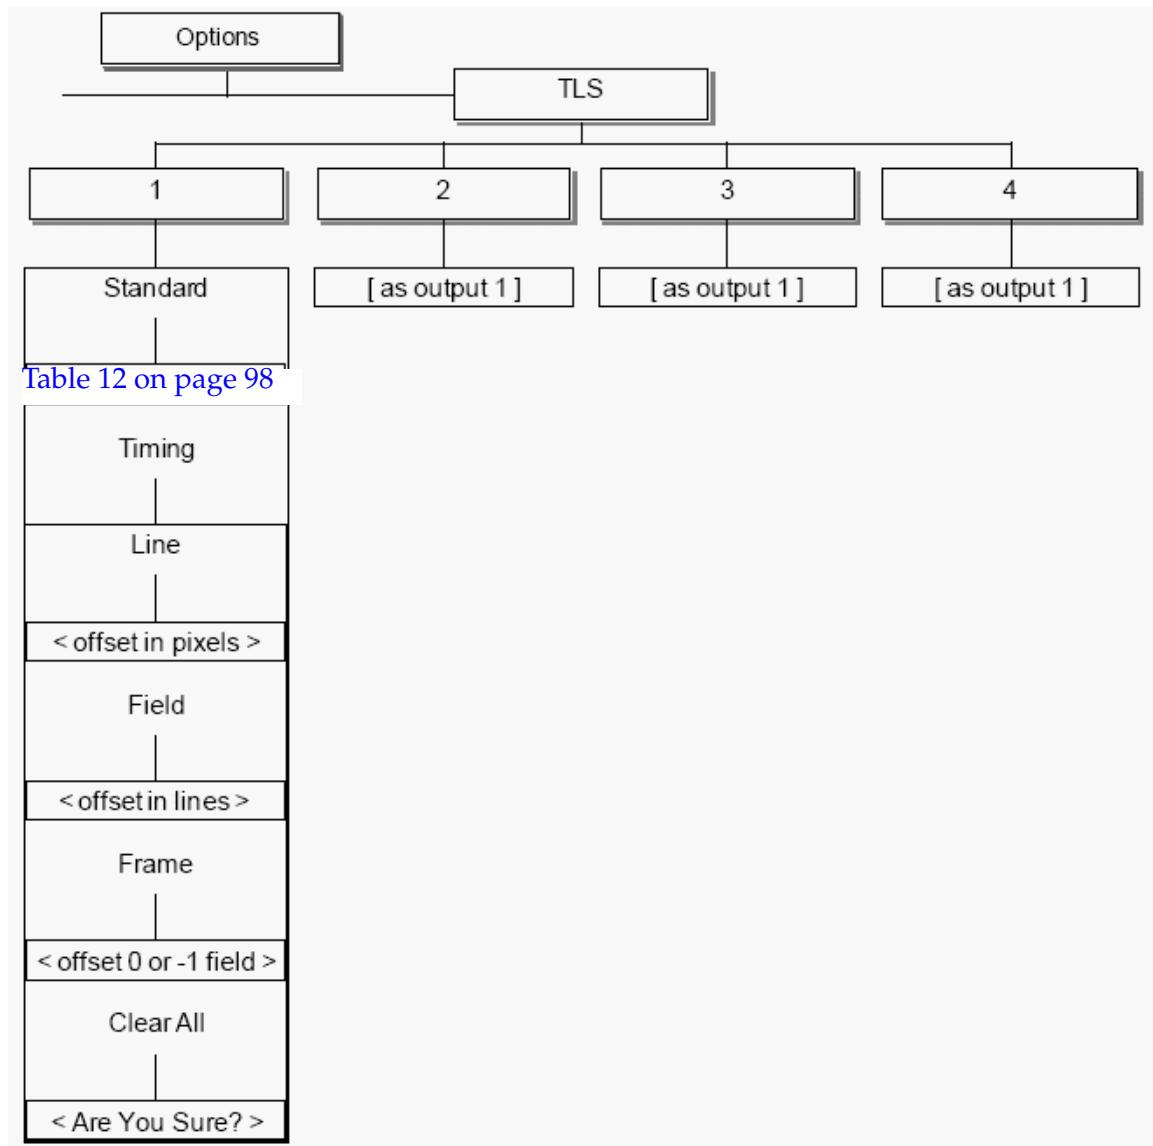 Options
TLS
1
2
3
4
Standard
[ as output 1 ]
[ as output 1 ]
[ as output 1 ]
Table 12 on page 98
Timing
Line
< offset in pixels >
Field
< offset in lines >
Frame
< offset 0 or -1 field >
Clear All
< Are You Sure? >